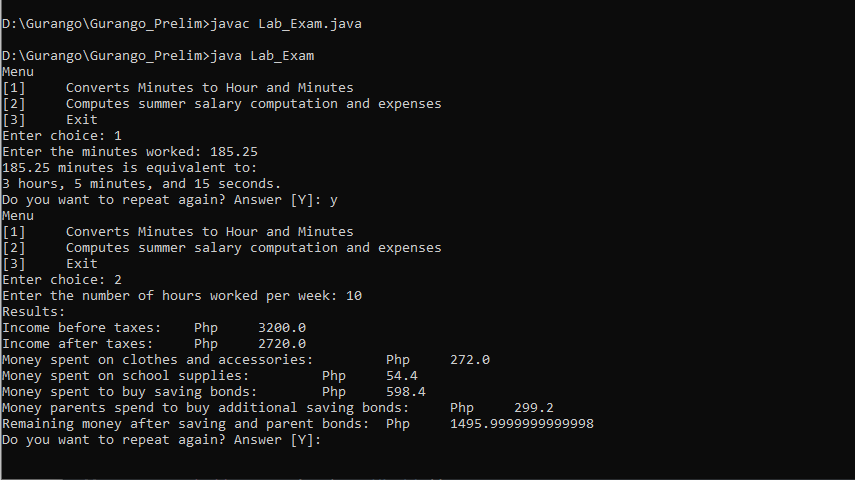 D:\Gurango\Gurango_Prelim>javac Lab_Exam.java
D:\Gurango\Gurango_Prelim>java Lab_Exam
Menu
[1]     Converts Minutes to Hour and Minutes
[2]     Computes summer salary computation and expenses
[3]     Exit
Enter choice: 1
Enter the minutes worked: 185.25
185.25 minutes is equivalent to:
3 hours, 5 minutes, and 15 seconds.
Do you want to repeat again? Answer [Y]: y
Menu
[1]     Converts Minutes to Hour and Minutes
[2]     Computes summer salary computation and expenses
[3]     Exit
Enter choice: 2
Enter the number of hours worked per week: 10
Results:
Income before taxes:    Php     3200.0
Income after taxes:     Php     2720.0
Money spent on clothes and accessories:         Php     272.0
Money spent on school supplies:         Php     54.4
Money spent to buy saving bonds:        Php     598.4
Money parents spend to buy additional saving bonds:     Php     299.2
Remaining money after saving and parent bonds:  Php     1495.9999999999998
Do you want to repeat again? Answer [Y]: